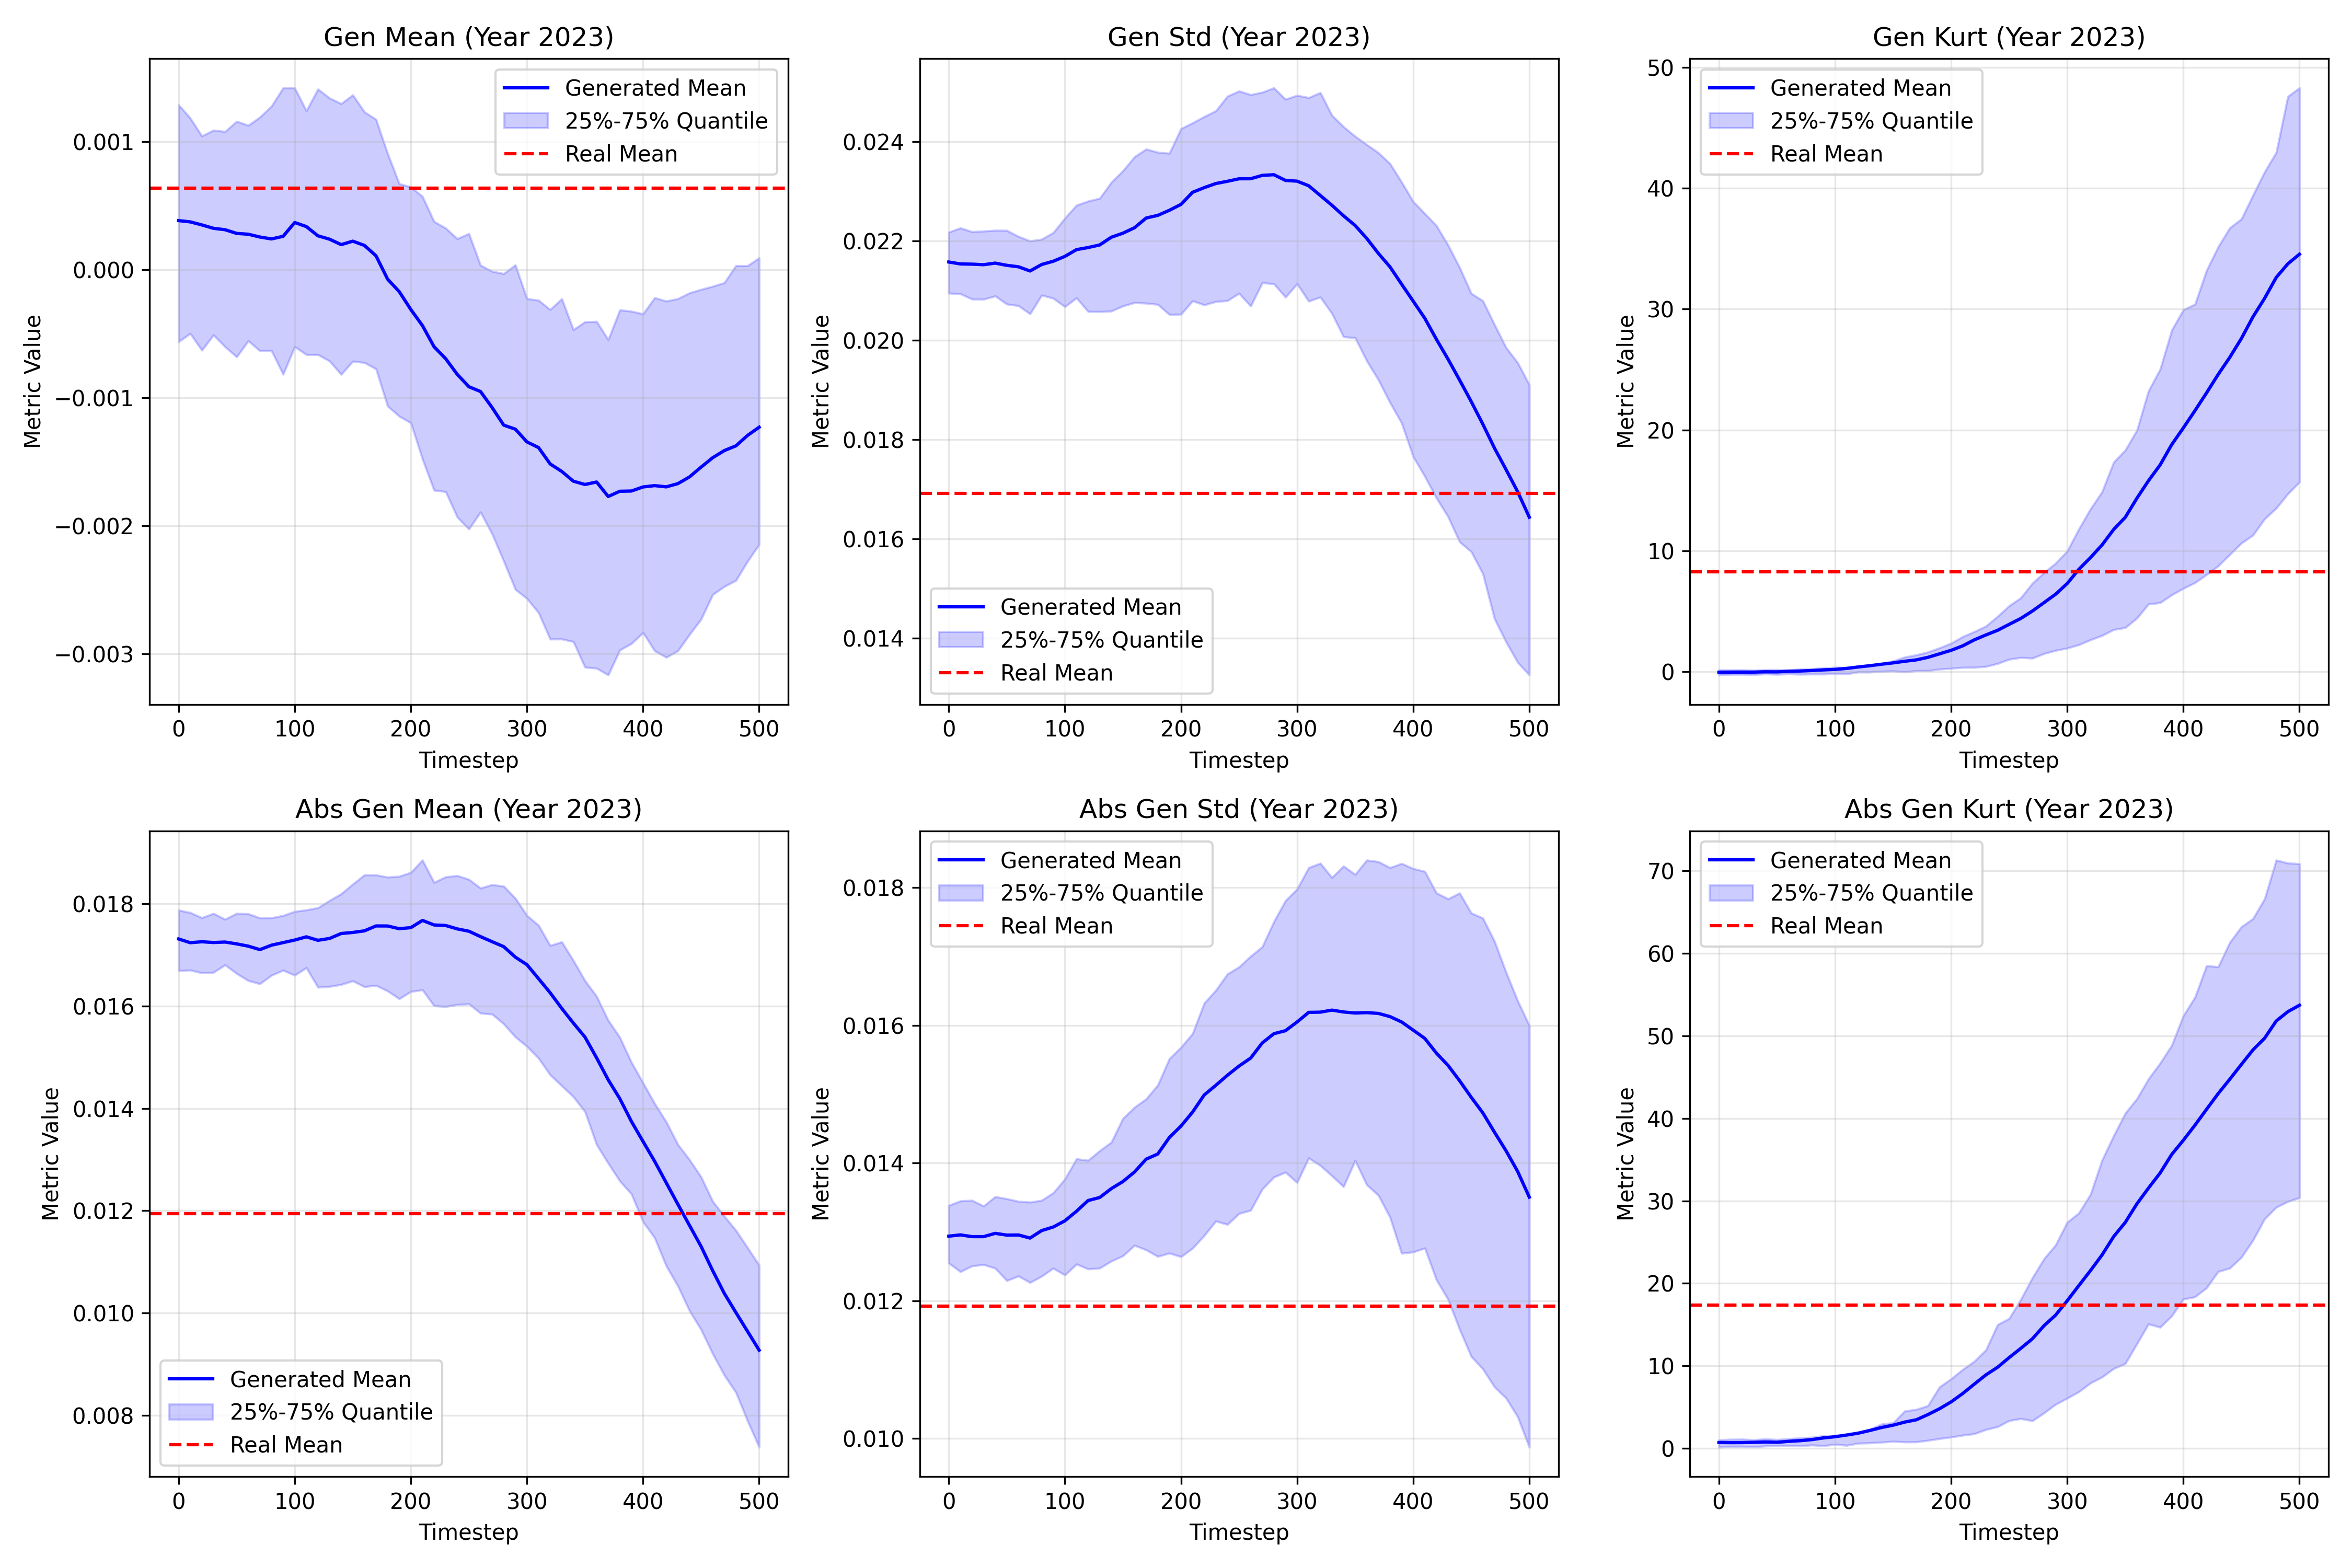 Gen Mean (Year 2023)
Metric Value
0.001
0.000
−0.001
−0.002
−0.003
Generated Mean
25%-75% Quantile
Real Mean
0
100
200
300
400
500
Timestep
Gen Std (Year 2023)
Metric Value
0.024
0.022
0.020
0.018
0.016
0.014
Generated Mean
25%-75% Quantile
Real Mean
0
100
200
300
400
500
Timestep
Gen Kurt (Year 2023)
Metric Value
50
40
30
20
10
0
Generated Mean
25%-75% Quantile
Real Mean
0
100
200
300
400
500
Timestep
Abs Gen Mean (Year 2023)
Metric Value
0.018
0.016
0.014
0.012
0.010
0.008
Generated Mean
25%-75% Quantile
Real Mean
0
100
200
300
400
500
Timestep
Abs Gen Std (Year 2023)
Metric Value
0.018
0.016
0.014
0.012
0.010
Generated Mean
25%-75% Quantile
Real Mean
0
100
200
300
400
500
Timestep
Abs Gen Kurt (Year 2023)
Metric Value
70
60
50
40
30
20
10
0
Generated Mean
25%-75% Quantile
Real Mean
0
100
200
300
400
500
Timestep